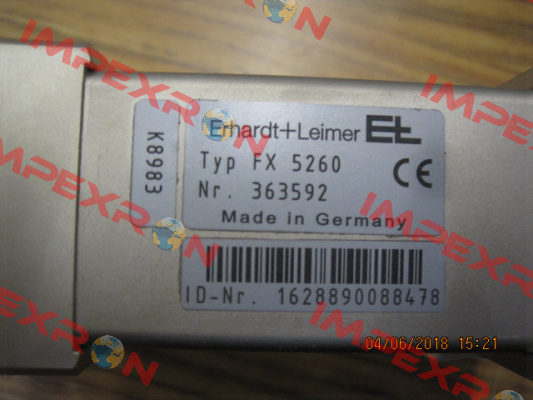 IMPEXRON
IMPEXRON
IMPEXRON
IMPEXRON
K8983
Erhardt+Leimer E+L
Typ FX 5260
Nr. 363592
CE
Made in Germany
ID-Nr. 1628890088478
04/06/2018 15:21